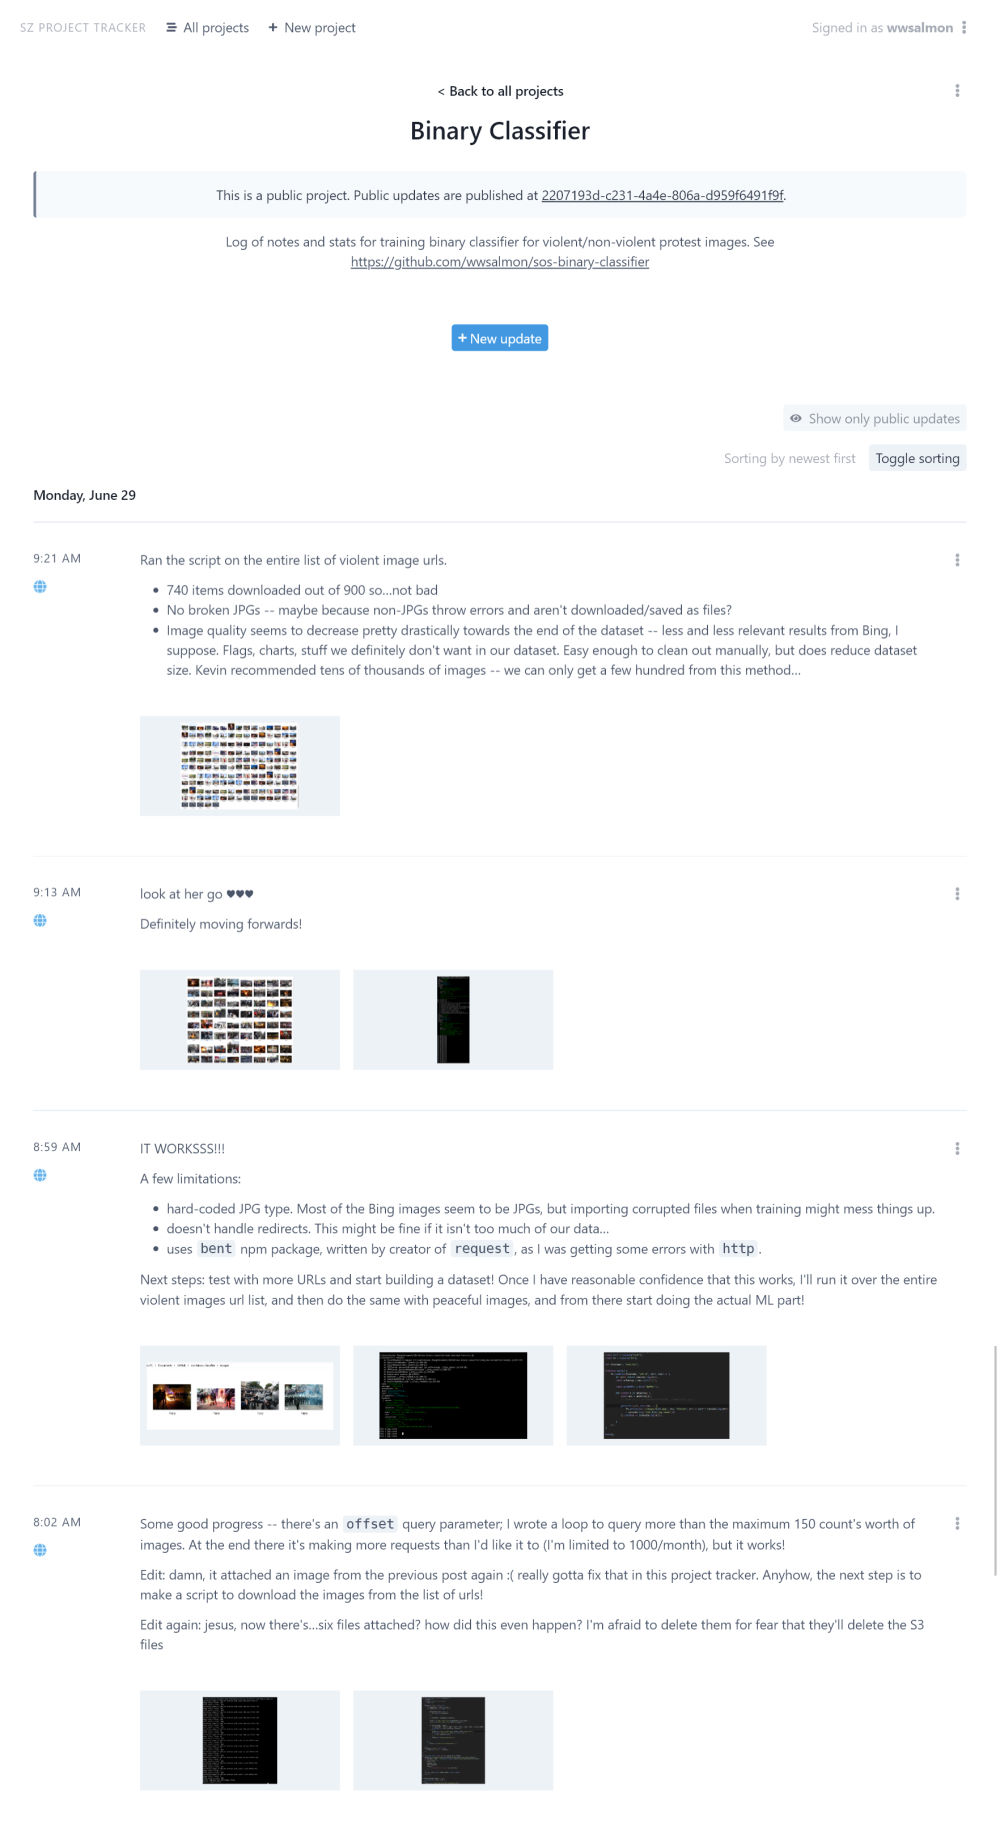 SZ PROJECT TRACKER All projects + New project Signed in as wwsalmon
< Back to all projects
Binary Classifier
This is a public project. Public updates are published at 2207193d-c231-4a4e-806a-d959f6491f9f.
Log of notes and stats for training binary classifier for violent/non-violent protest images. See
https://github.com/wwsalmon/sos-binary-classifier
+ New update
Show only public updates
Sorting by newest first Toggle sorting
Monday, June 29
9:21 AM
Ran the script on the entire list of violent image urls.
• 740 items downloaded out of 900 so...not bad
• No broken JPGs -- maybe because non-JPGs throw errors and aren't downloaded/saved as files?
• Image quality seems to decrease pretty drastically towards the end of the dataset -- less and less relevant results from Bing, I
suppose. Flags, charts, stuff we definitely don't want in our dataset. Easy enough to clean out manually, but does reduce dataset
size. Kevin recommended tens of thousands of images -- we can only get a few hundred from this method...
9:13 AM
look at her go ♥♥♥
Definitely moving forwards!
8:59 AM
IT WORKSSS!!!
A few limitations:
• hard-coded JPG type. Most of the Bing images seem to be JPGs, but importing corrupted files when training might mess things up.
• doesn't handle redirects. This might be fine if it isn't too much of our data...
• uses bent npm package, written by creator of request, as I was getting some errors with http.
Next steps: test with more URLs and start building a dataset! Once I have reasonable confidence that this works, I'll run it over the entire
violent images url list, and then do the same with peaceful images, and from there start doing the actual ML part!
8:02 AM
Some good progress -- there's an offset query parameter; I wrote a loop to query more than the maximum 150 count's worth of
images. At the end there it's making more requests than I'd like it to (I'm limited to 1000/month), but it works!
Edit: damn, it attached an image from the previous post again :( really gotta fix that in this project tracker. Anyhow, the next step is to
make a script to download the images from the list of urls!
Edit again: jesus, now there's...six files attached? how did this even happen? I'm afraid to delete them for fear that they'll delete the S3
files